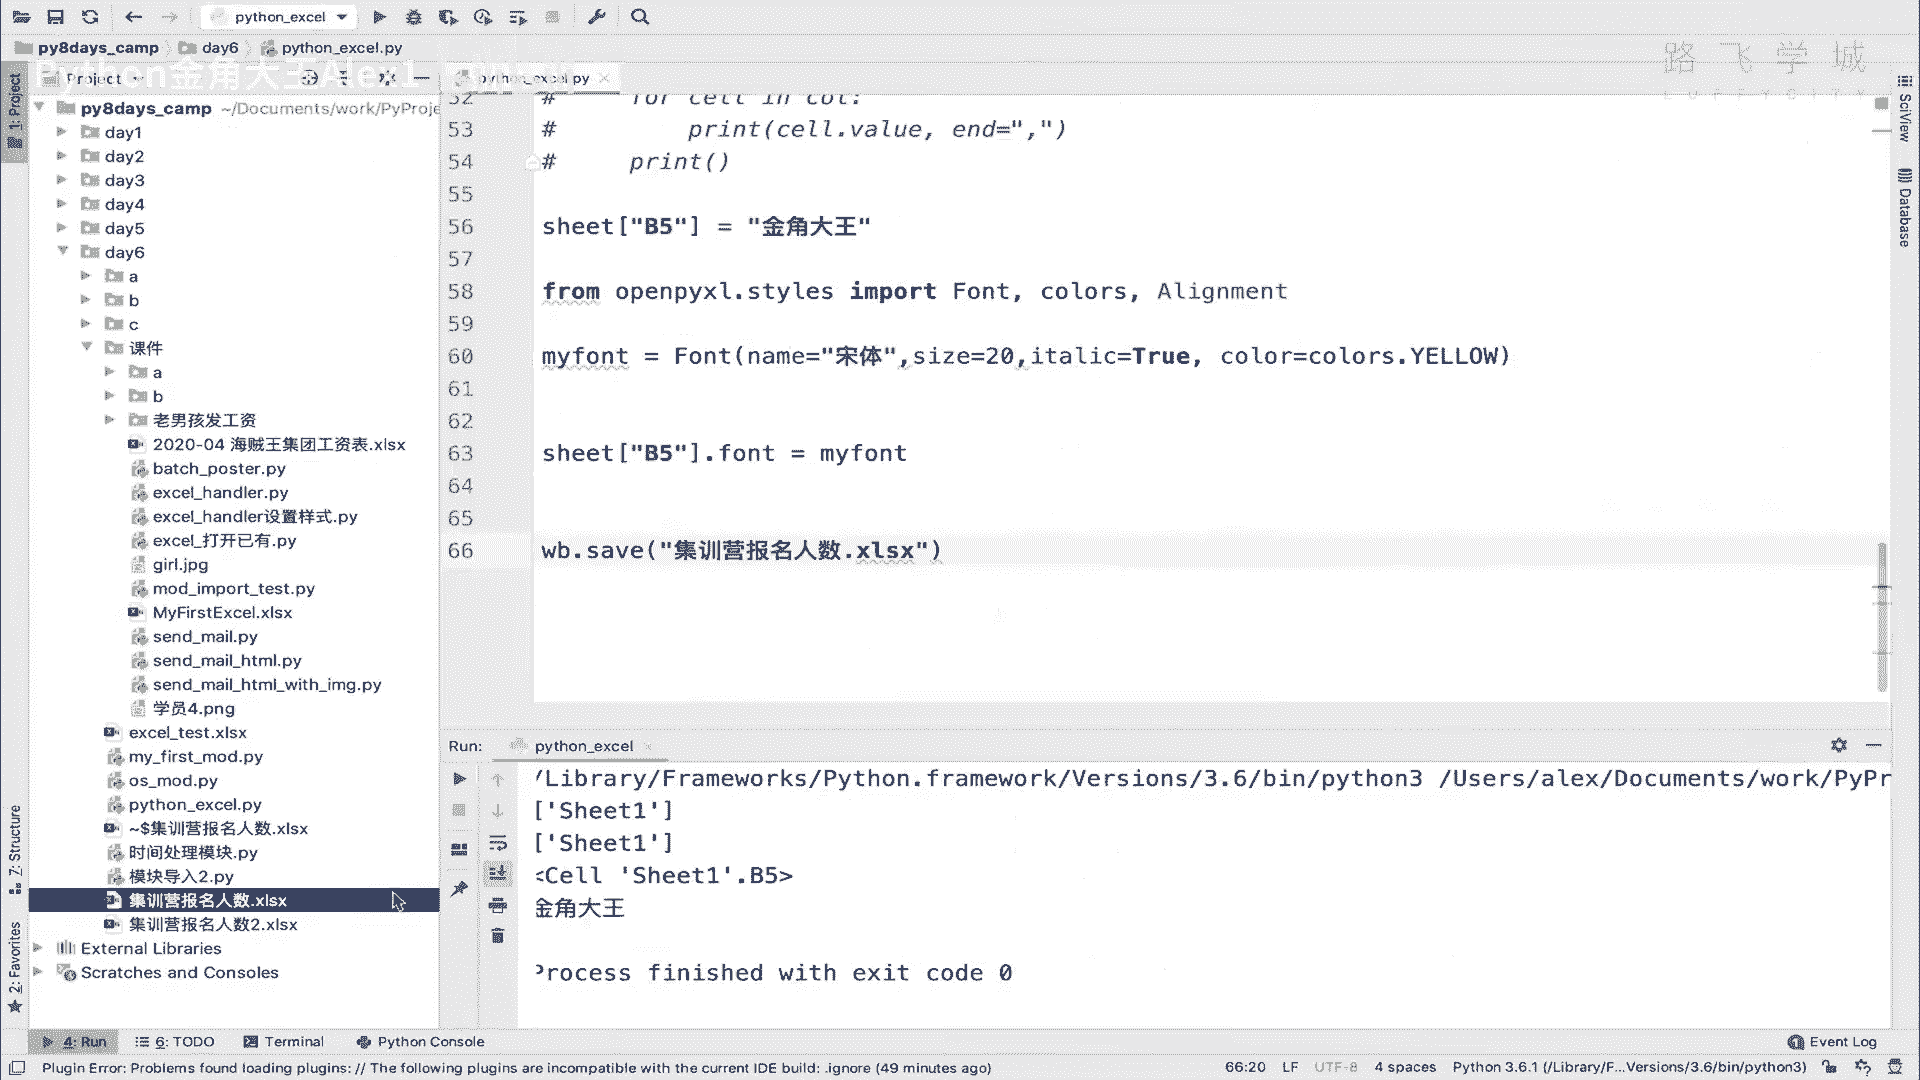 python_excel
py8days_camp day6 python_excel.py
路飞学城
Python金角大王Alex1
Project
python_excel.py
1: Project
py8days_camp ~/Documents/work/PyProje
day1
day2
day3
day4
day5
day6
a
b
c
课件
a
b
老男孩发工资
2020-04 海贼王集团工资表.xlsx
batch_poster.py
excel_handler.py
excel_handler设置样式.py
excel_打开已有.py
girl.jpg
mod_import_test.py
MyFirstExcel.xlsx
send_mail.py
send_mail_html.py
send_mail_html_with_img.py
学员4.png
excel_test.xlsx
my_first_mod.py
os_mod.py
python_excel.py
~$集训营报名人数.xlsx
时间处理模块.py
模块导入2.py
集训营报名人数.xlsx
集训营报名人数2.xlsx
External Libraries
Scratches and Consoles
7: Structure
2: Favorites
52 # for cell in col:
53 # print(cell.value, end=",")
54 # print()
55
56 sheet["B5"] = "金角大王"
57
58 from openpyxl.styles import Font, colors, Alignment
59
60 myfont = Font(name="宋体",size=20,italic=True, color=colors.YELLOW)
61
62
63 sheet["B5"].font = myfont
64
65
66 wb.save("集训营报名人数.xlsx")
SciView
Database
Run: python_excel
/Library/Frameworks/Python.framework/Versions/3.6/bin/python3 /Users/alex/Documents/work/PyPr
['Sheet1']
['Sheet1']
<Cell 'Sheet1'.B5>
金角大王
Process finished with exit code 0
4: Run 6: TODO Terminal Python Console Event Log
Plugin Error: Problems found loading plugins: // The following plugins are incompatible with the current IDE build: .ignore (49 minutes ago) 66:20 LF UTF-8 4 spaces Python 3.6.1 (/Library/F...Versions/3.6/bin/python3)